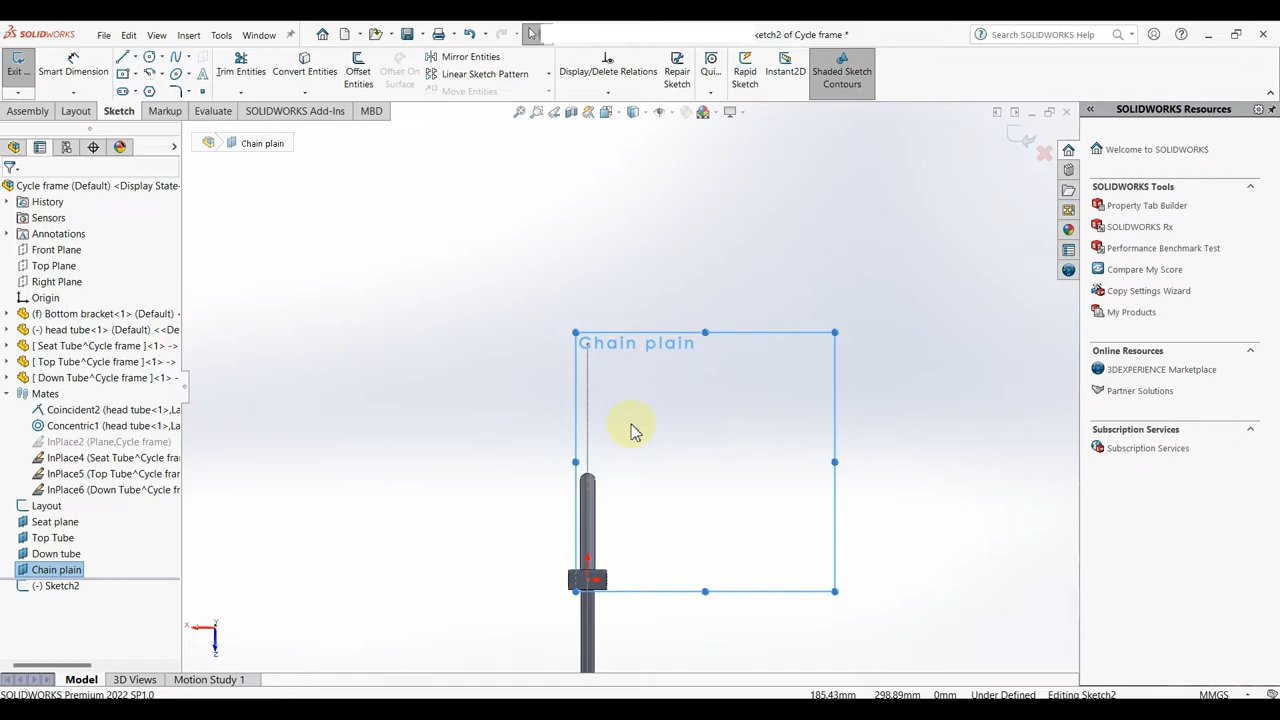 SOLIDWORKS
File
Edit
View
Insert
Tools
Window
sketch2 of Cycle frame *
Search SOLIDWORKS Help
Exit ...
Smart Dimension
Trim Entities
Convert Entities
Offset Entities
Offset On Surface
Mirror Entities
Linear Sketch Pattern
Move Entities
Display/Delete Relations
Repair Sketch
Qui...
Rapid Sketch
Instant2D
Shaded Sketch Contours
Assembly
Layout
Sketch
Markup
Evaluate
SOLIDWORKS Add-Ins
MBD
Chain plain
Cycle frame (Default) <Display State-
History
Sensors
Annotations
Front Plane
Top Plane
Right Plane
Origin
(f) Bottom bracket<1> (Default)
(-) head tube<1> (Default) <<De
[ Seat Tube^Cycle frame ]<1> ->
[ Top Tube^Cycle frame ]<1> ->
[ Down Tube^Cycle frame ]<1> -
Mates
Coincident2 (head tube<1>,La
Concentric1 (head tube<1>,La
InPlace2 (Plane,Cycle frame)
InPlace4 (Seat Tube^Cycle fr
InPlace5 (Top Tube^Cycle fra
InPlace6 (Down Tube^Cycle fr
Layout
Seat plane
Top Tube
Down tube
Chain plain
(-) Sketch2
Chain plain
X
Y
Z
SOLIDWORKS Resources
Welcome to SOLIDWORKS
SOLIDWORKS Tools
Property Tab Builder
SOLIDWORKS Rx
Performance Benchmark Test
Compare My Score
Copy Settings Wizard
My Products
Online Resources
3DEXPERIENCE Marketplace
Partner Solutions
Subscription Services
Subscription Services
Model
3D Views
Motion Study 1
SOLIDWORKS Premium 2022 SP1.0
185.43mm
298.89mm
0mm
Under Defined
Editing Sketch2
MMGS